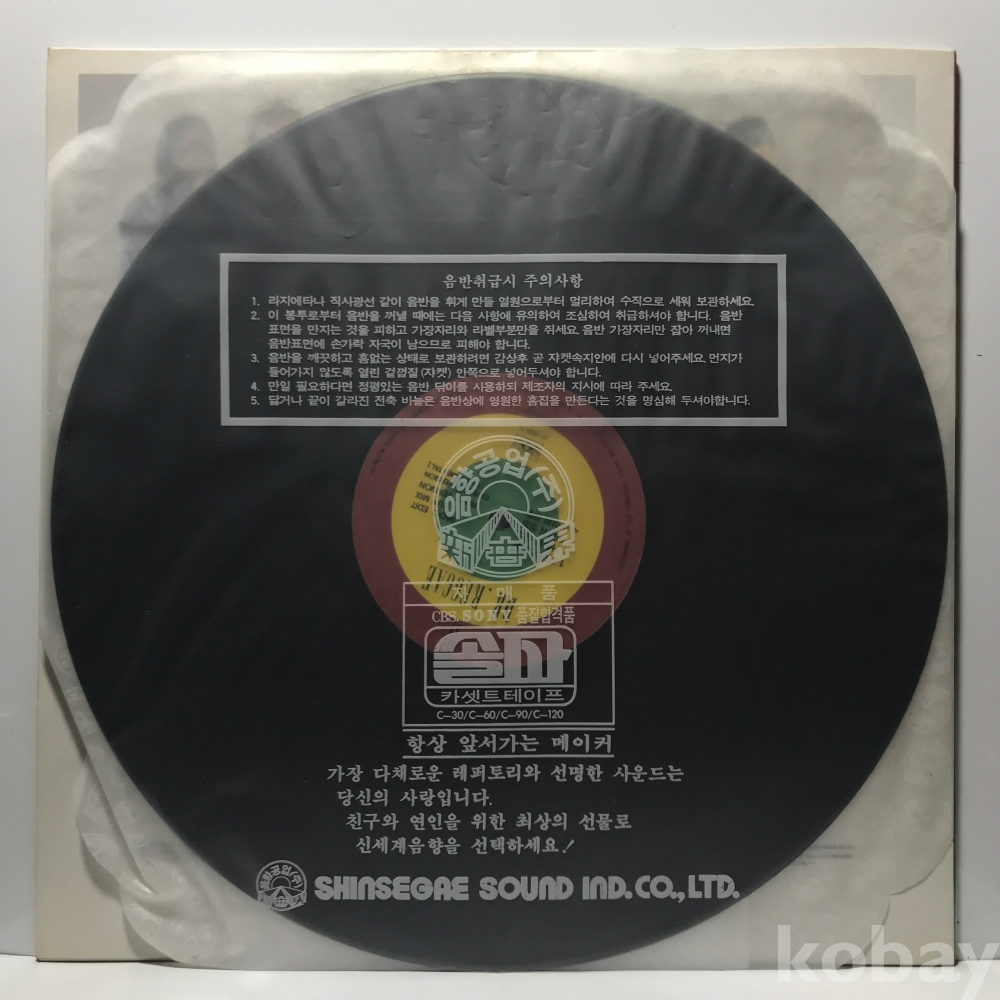 음반취급시 주의사항
1. 라지에타나 직사광선 같이 음반을 휘게 만들 열원으로부터 멀리하여 수직으로 세워 보관하세요.
2. 이 봉투로부터 음반을 꺼낼 때에는 다음 사항에 유의하여 조심하여 취급하셔야 합니다. 음반
표면을 만지는 것을 피하고 가장자리와 라벨부분만을 쥐세요. 음반 가장자리만 잡아 꺼내면
음반표면에 손가락 자국이 남으므로 피해야 합니다.
3. 음반을 깨끗하고 흠없는 상태로 보관하려면 감상후 곧 쟈켓속지안에 다시 넣어주세요. 먼지가
들어가지 않도록 열린 겉껍질(쟈켓) 안쪽으로 넣어두셔야 합니다.
4. 만일 필요하다면 정평있는 음반 닦이를 사용하되 제조자의 지시에 따라 주세요.
5. 닳거나 끝이 갈라진 전축 바늘은 음반상에 영원한 흠집을 만든다는 것을 명심해 두셔야합니다.
음향공업(주)
EDIT
MIX
REGGAE
자매품
CBS. SONY 품질합격품
솔파
카셋트테이프
C-30/C-60/C-90/C-120
항상 앞서가는 메이커
가장 다채로운 레퍼토리와 선명한 사운드는
당신의 사랑입니다.
친구와 연인을 위한 최상의 선물로
신세계음향을 선택하세요!
음향공업(주)
SHINSEGAE SOUND IND. CO., LTD.
kobay